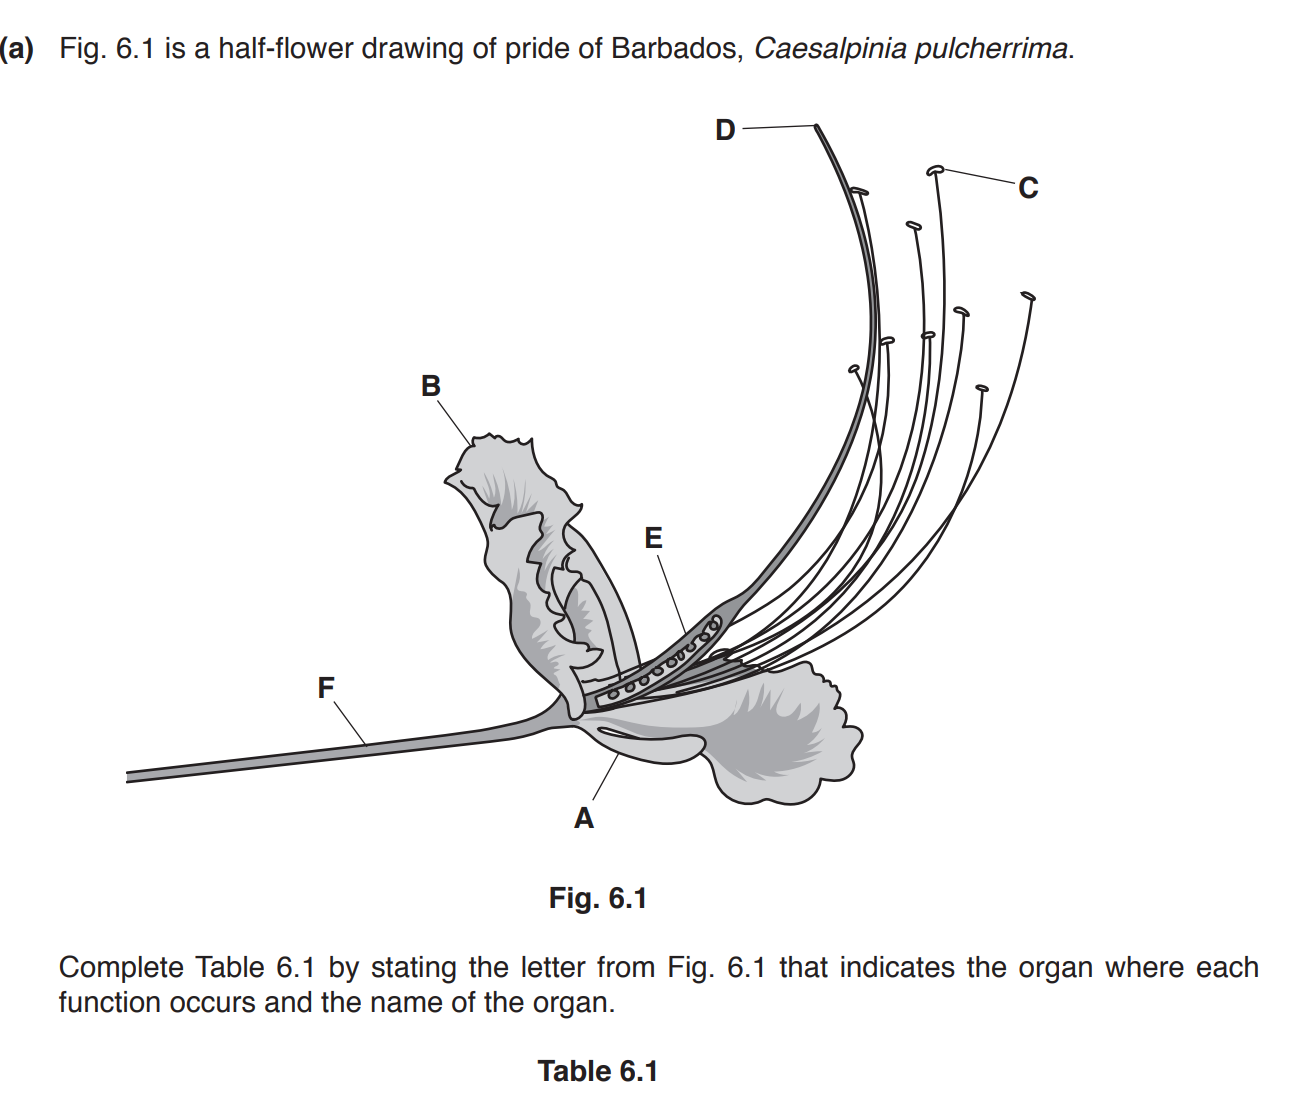 (a) Fig. 6.1 is a half-flower drawing of pride of Barbados, Caesalpinia pulcherrima.
D
C
B
E
F
A
Fig. 6.1
Complete Table 6.1 by stating the letter from Fig. 6.1 that indicates the organ where each
function occurs and the name of the organ.
Table 6.1